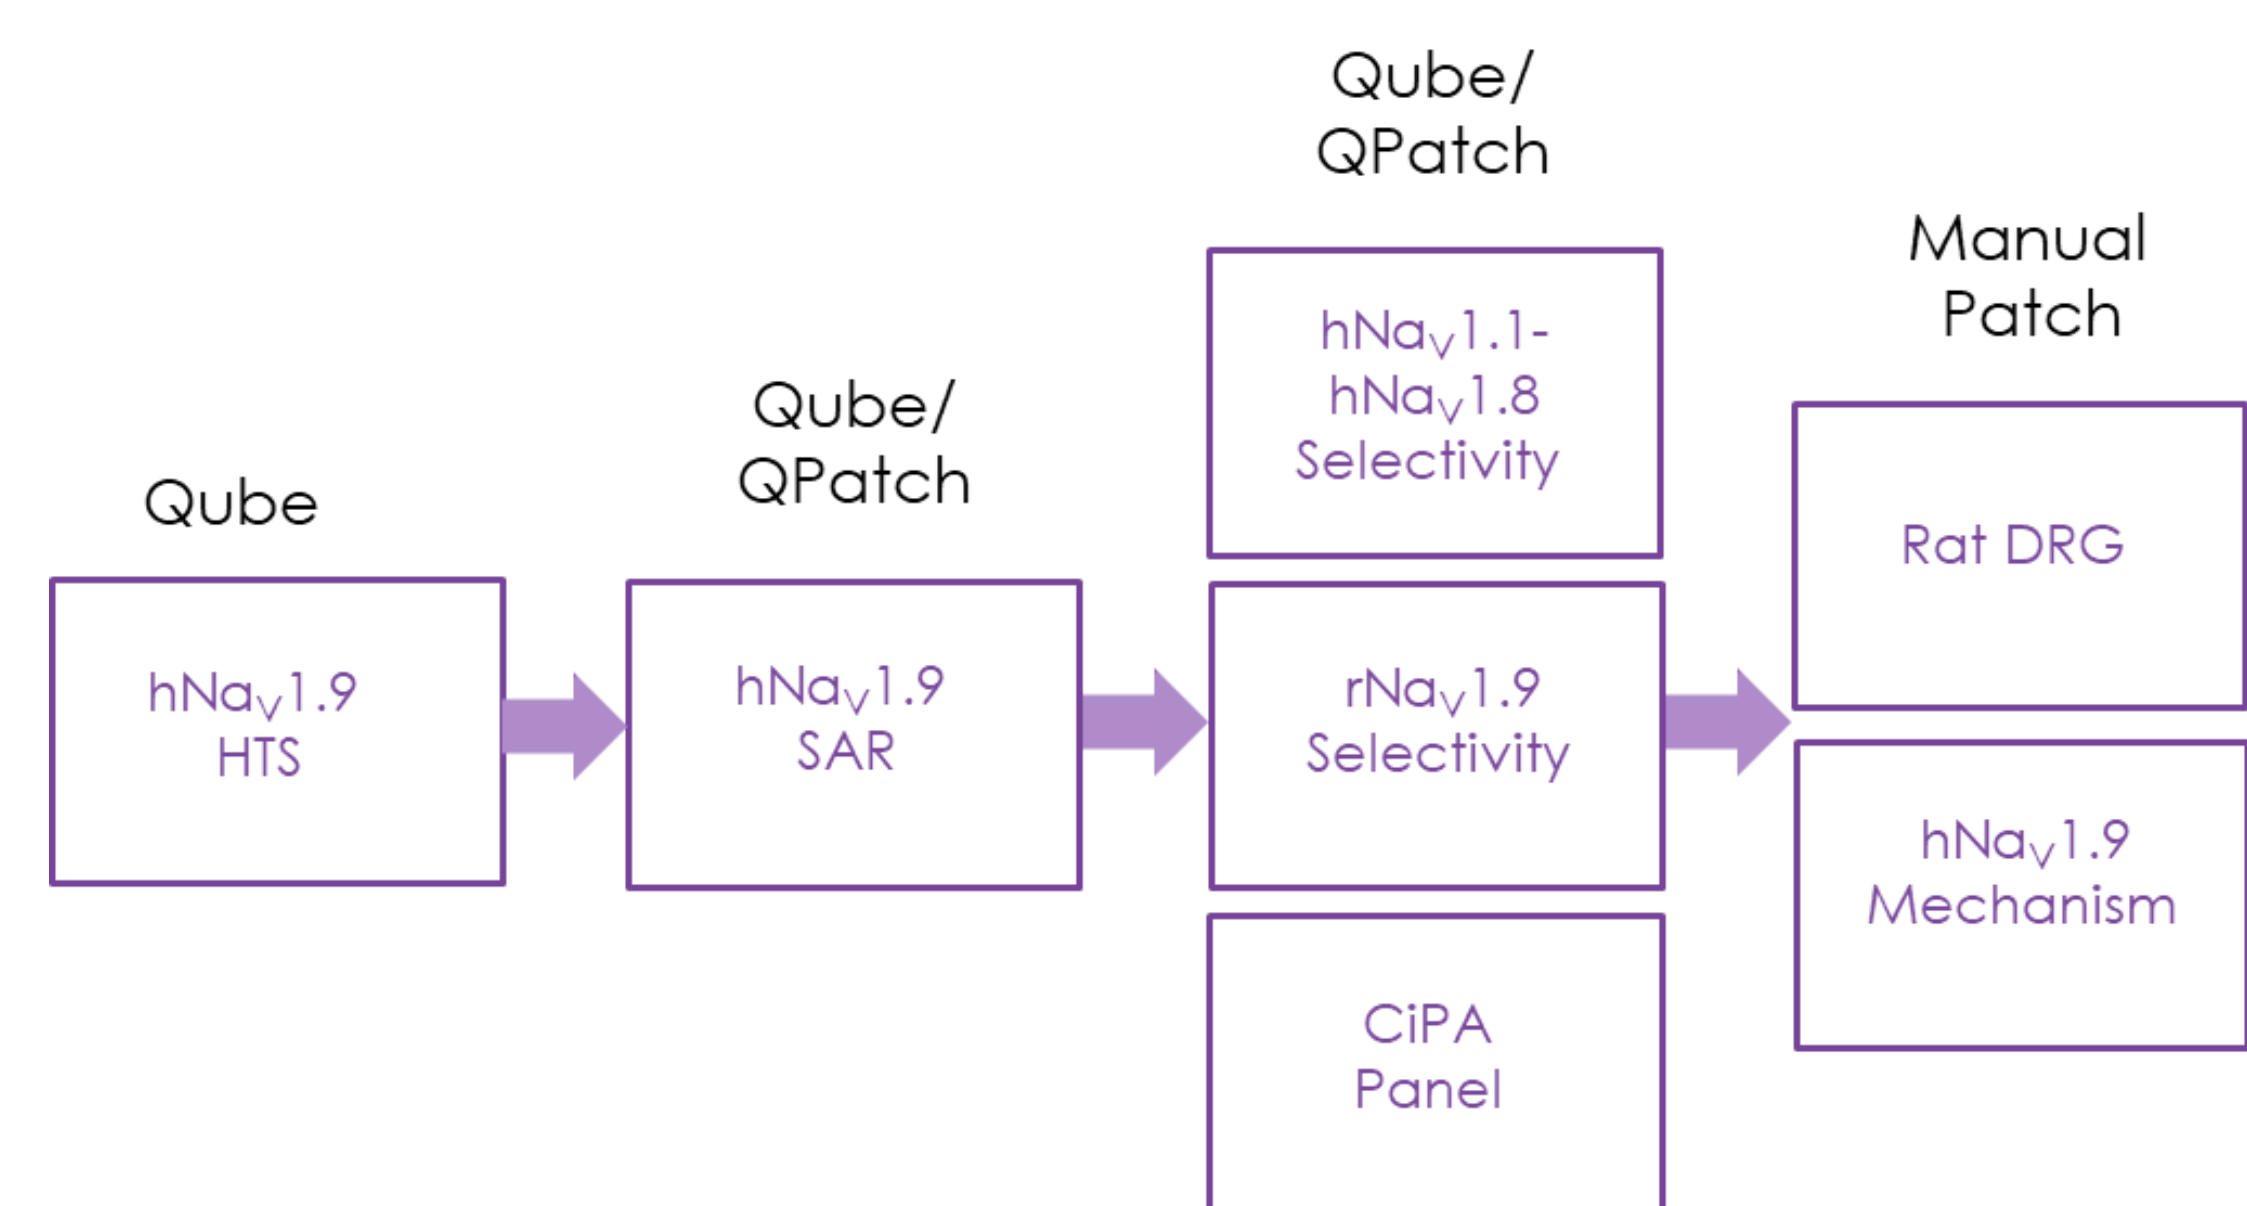 Qube
hNaV1.9
HTS
Qube/
QPatch
hNaV1.9
SAR
Qube/
QPatch
hNaV1.1-
hNaV1.8
Selectivity
rNaV1.9
Selectivity
CiPA
Panel
Manual
Patch
Rat DRG
hNaV1.9
Mechanism